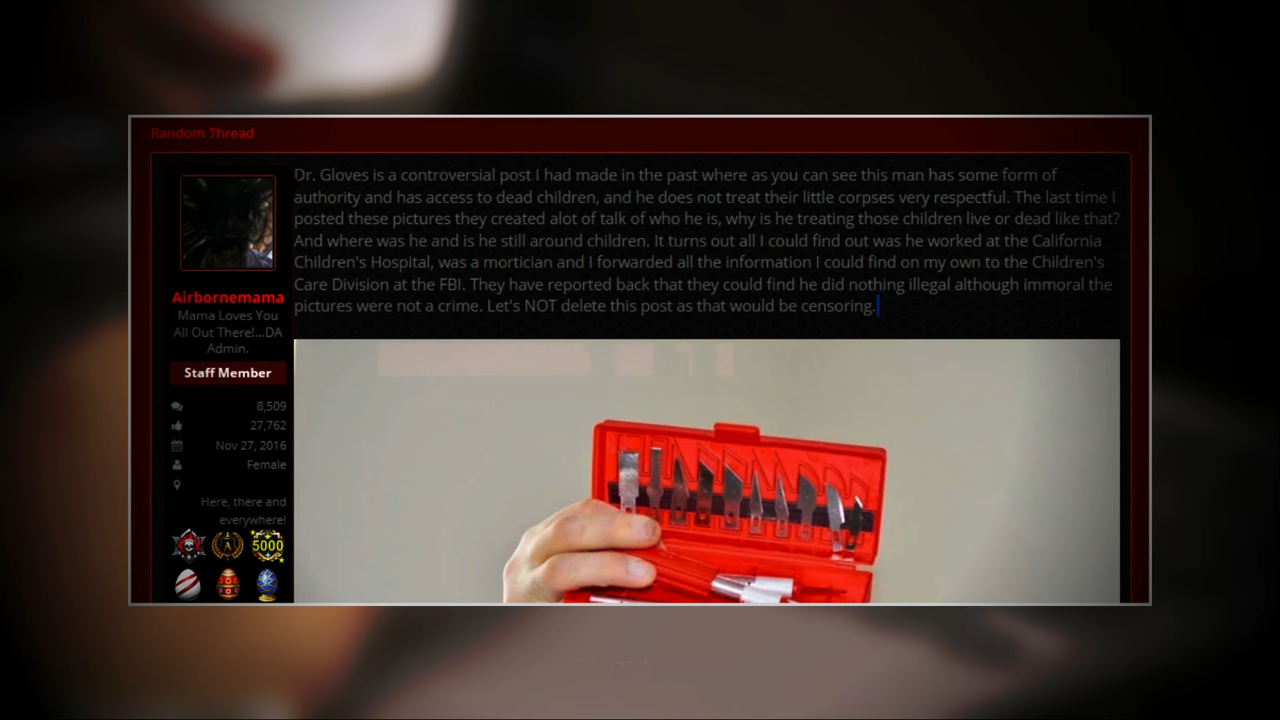 Random Thread
Dr. Gloves is a controversial post I had made in the past where as you can see this man has some form of
authority and has access to dead children, and he does not treat their little corpses very respectful. The last time I
posted these pictures they created alot of talk of who he is, why is he treating those children live or dead like that?
And where was he and is he still around children. It turns out all I could find out was he worked at the California
Children's Hospital, was a mortician and I forwarded all the information I could find on my own to the Children's
Care Division at the FBI. They have reported back that they could find he did nothing illegal although immoral the
pictures were not a crime. Let's NOT delete this post as that would be censoring.
Airbornemama
Mama Loves You
All Out There!...DA
Admin.
Staff Member
8,509
27,762
Nov 27, 2016
Female
Here, there and
everywhere!
A
5000